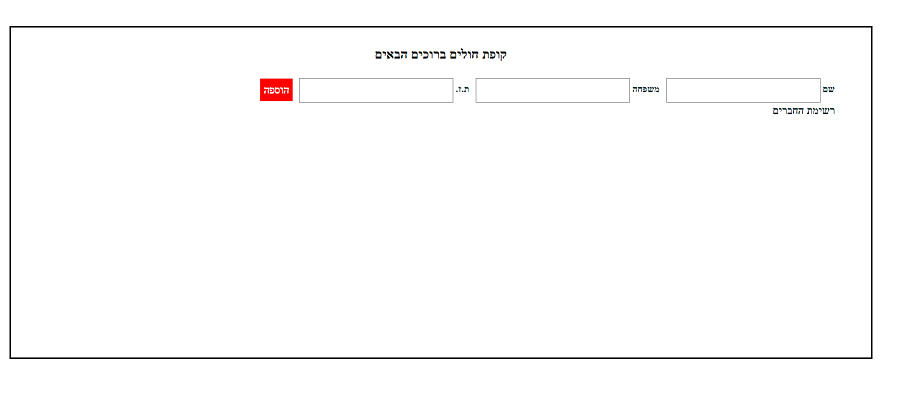 קופת חולים ברוכים הבאים
שם משפחה ת.ז. הוספה
רשימת החברים